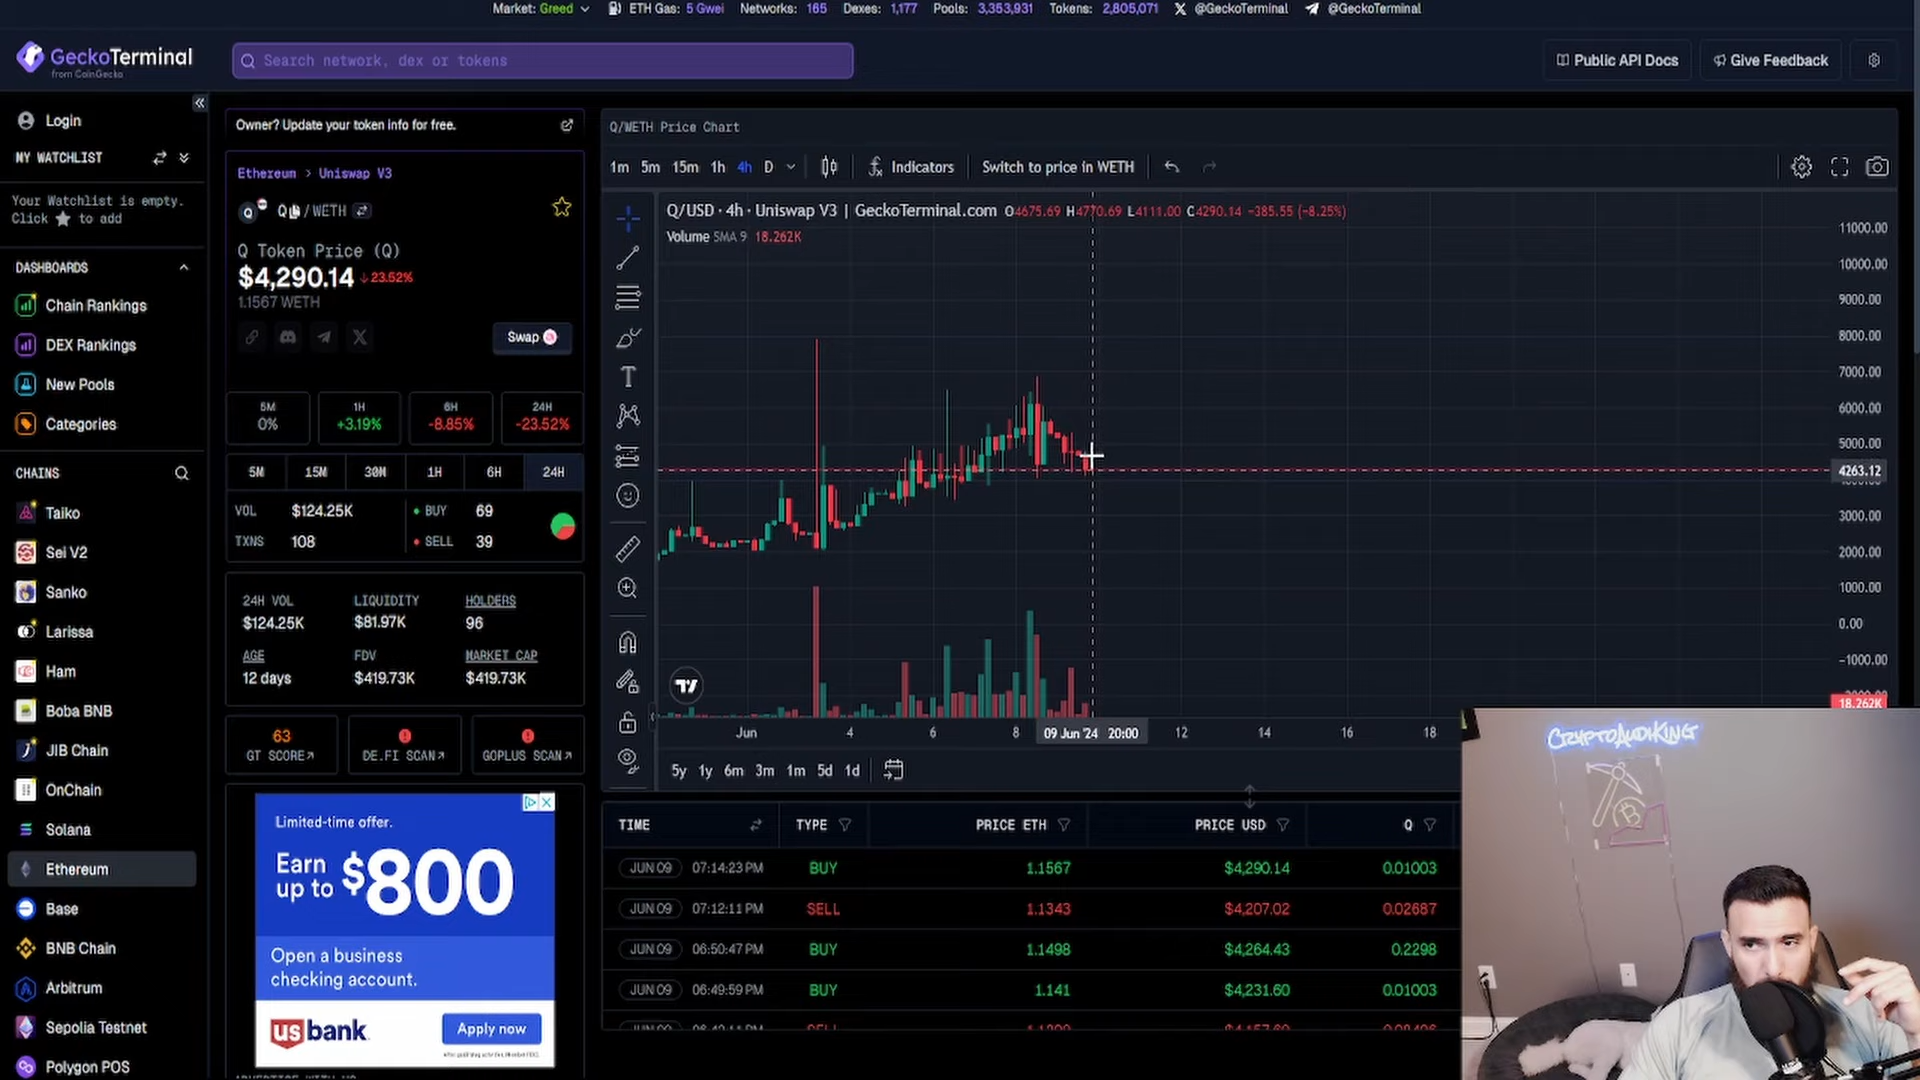 Market: Greed
ETH Gas: 5 Gwei
Networks: 165
Dexes: 1,177
Pools: 3,353,931
Tokens: 2,805,071
@GeckoTerminal
@GeckoTerminal
GeckoTerminal
from CoinGecko
Search network, dex or tokens
Public API Docs
Give Feedback
Login
MY WATCHLIST
Your Watchlist is empty.
Click ★ to add
DASHBOARDS
Chain Rankings
DEX Rankings
New Pools
Categories
CHAINS
Taiko
Sei V2
Sanko
Larissa
Ham
Boba BNB
JIB Chain
OnChain
Solana
Ethereum
Base
BNB Chain
Arbitrum
Sepolia Testnet
Polygon POS
Owner? Update your token info for free.
Ethereum > Uniswap V3
Q / WETH
Q Token Price (Q)
$4,290.14 ↓23.52%
1.1567 WETH
Swap
5M 1H 6H 24H
0% +3.19% -8.85% -23.52%
5M 15M 30M 1H 6H 24H
VOL $124.25K BUY 69
TXNS 108 SELL 39
24H VOL LIQUIDITY HOLDERS
$124.25K $81.97K 96
AGE FDV MARKET CAP
12 days $419.73K $419.73K
63
GT SCORE↗ DE.FI SCAN↗ GOPLUS SCAN↗
Limited-time offer.
Earn
up to $800
Open a business
checking account.
usbank
Apply now
Q/WETH Price Chart
1m 5m 15m 1h 4h D Indicators Switch to price in WETH
Q/USD · 4h · Uniswap V3 | GeckoTerminal.com O4675.69 H4770.69 L4111.00 C4290.14 -385.55 (-8.25%)
Volume SMA 9 18.262K
11000.00
10000.00
9000.00
8000.00
7000.00
6000.00
5000.00
4263.12
3000.00
2000.00
1000.00
0.00
-1000.00
18.262K
Jun 4 6 8 09 Jun '24 20:00 12 14 16 18
5y 1y 6m 3m 1m 5d 1d
TIME TYPE PRICE ETH PRICE USD Q
JUN 09 07:14:23 PM BUY 1.1567 $4,290.14 0.01003
JUN 09 07:12:11 PM SELL 1.1343 $4,207.02 0.02687
JUN 09 06:50:47 PM BUY 1.1498 $4,264.43 0.2298
JUN 09 06:49:59 PM BUY 1.141 $4,231.60 0.01003
CRYPTOAUDIKING